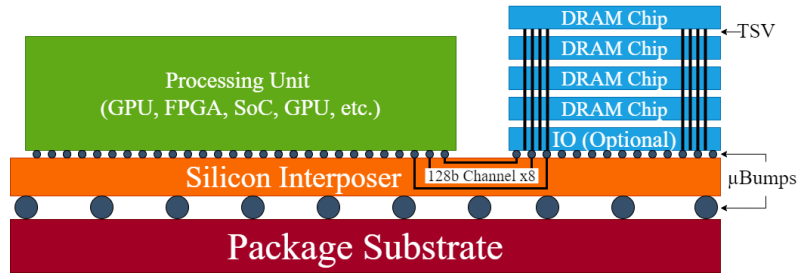 DRAM Chip
TSV
DRAM Chip
Processing Unit
(GPU, FPGA, SoC, GPU, etc.)
DRAM Chip
DRAM Chip
IO (Optional)
Silicon Interposer
128b Channel x8
µBumps
Package Substrate